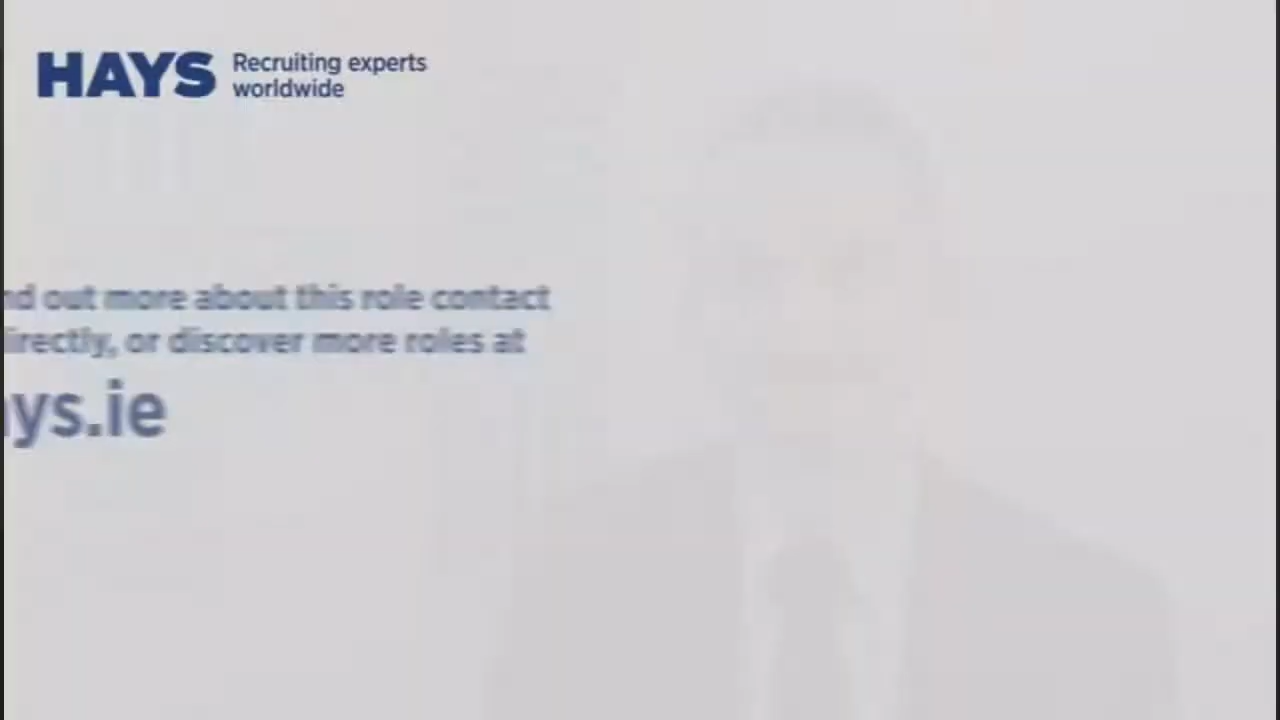 HAYS Recruiting experts
worldwide
nd out more about this role contact
irectly, or discover more roles at
ys.ie